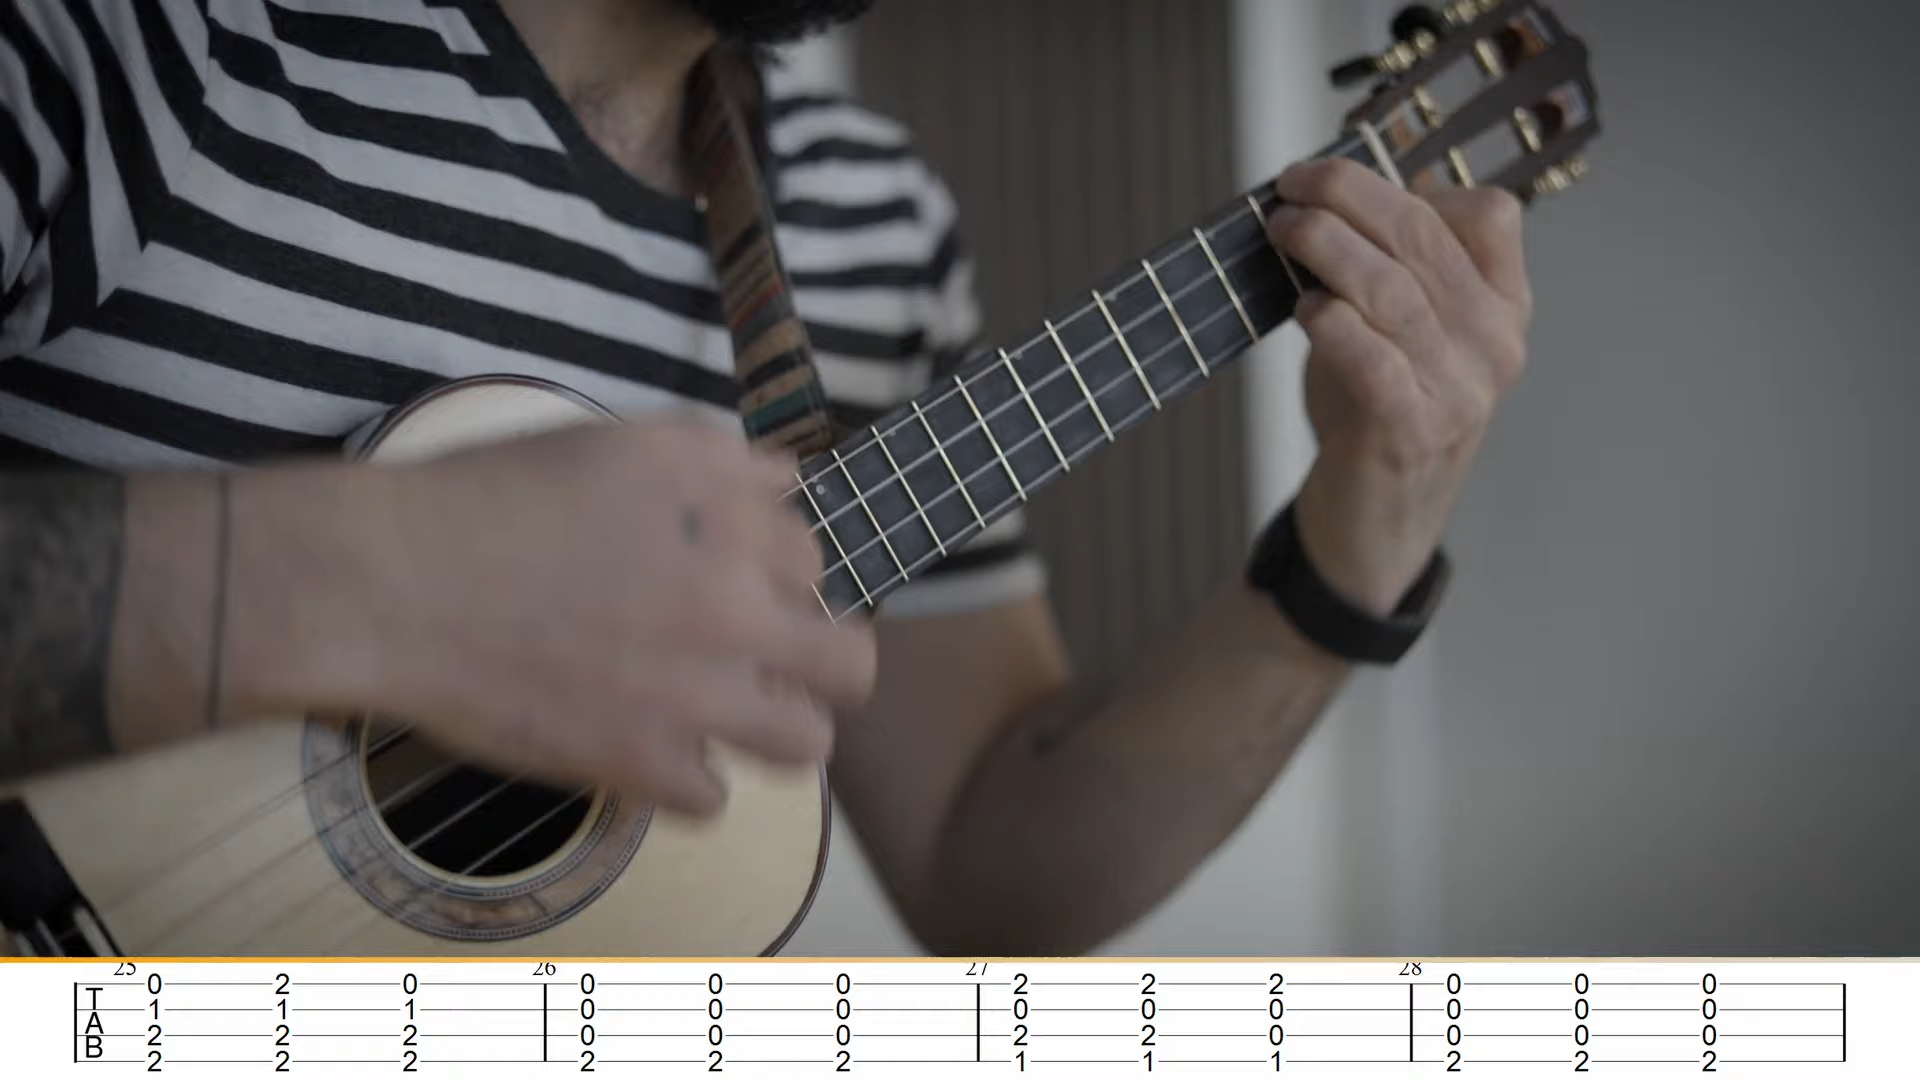 25 26 27 28
T 0 2 0 0 0 0 2 2 2 0 0 0
1 1 1 0 0 0 0 0 0 0 0 0
A 2 2 2 0 0 0 2 2 0 0 0 0
B 2 2 2 2 2 2 1 1 1 2 2 2